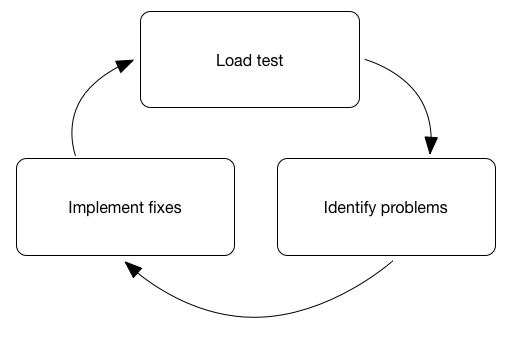 Load test
Implement fixes
Identify problems